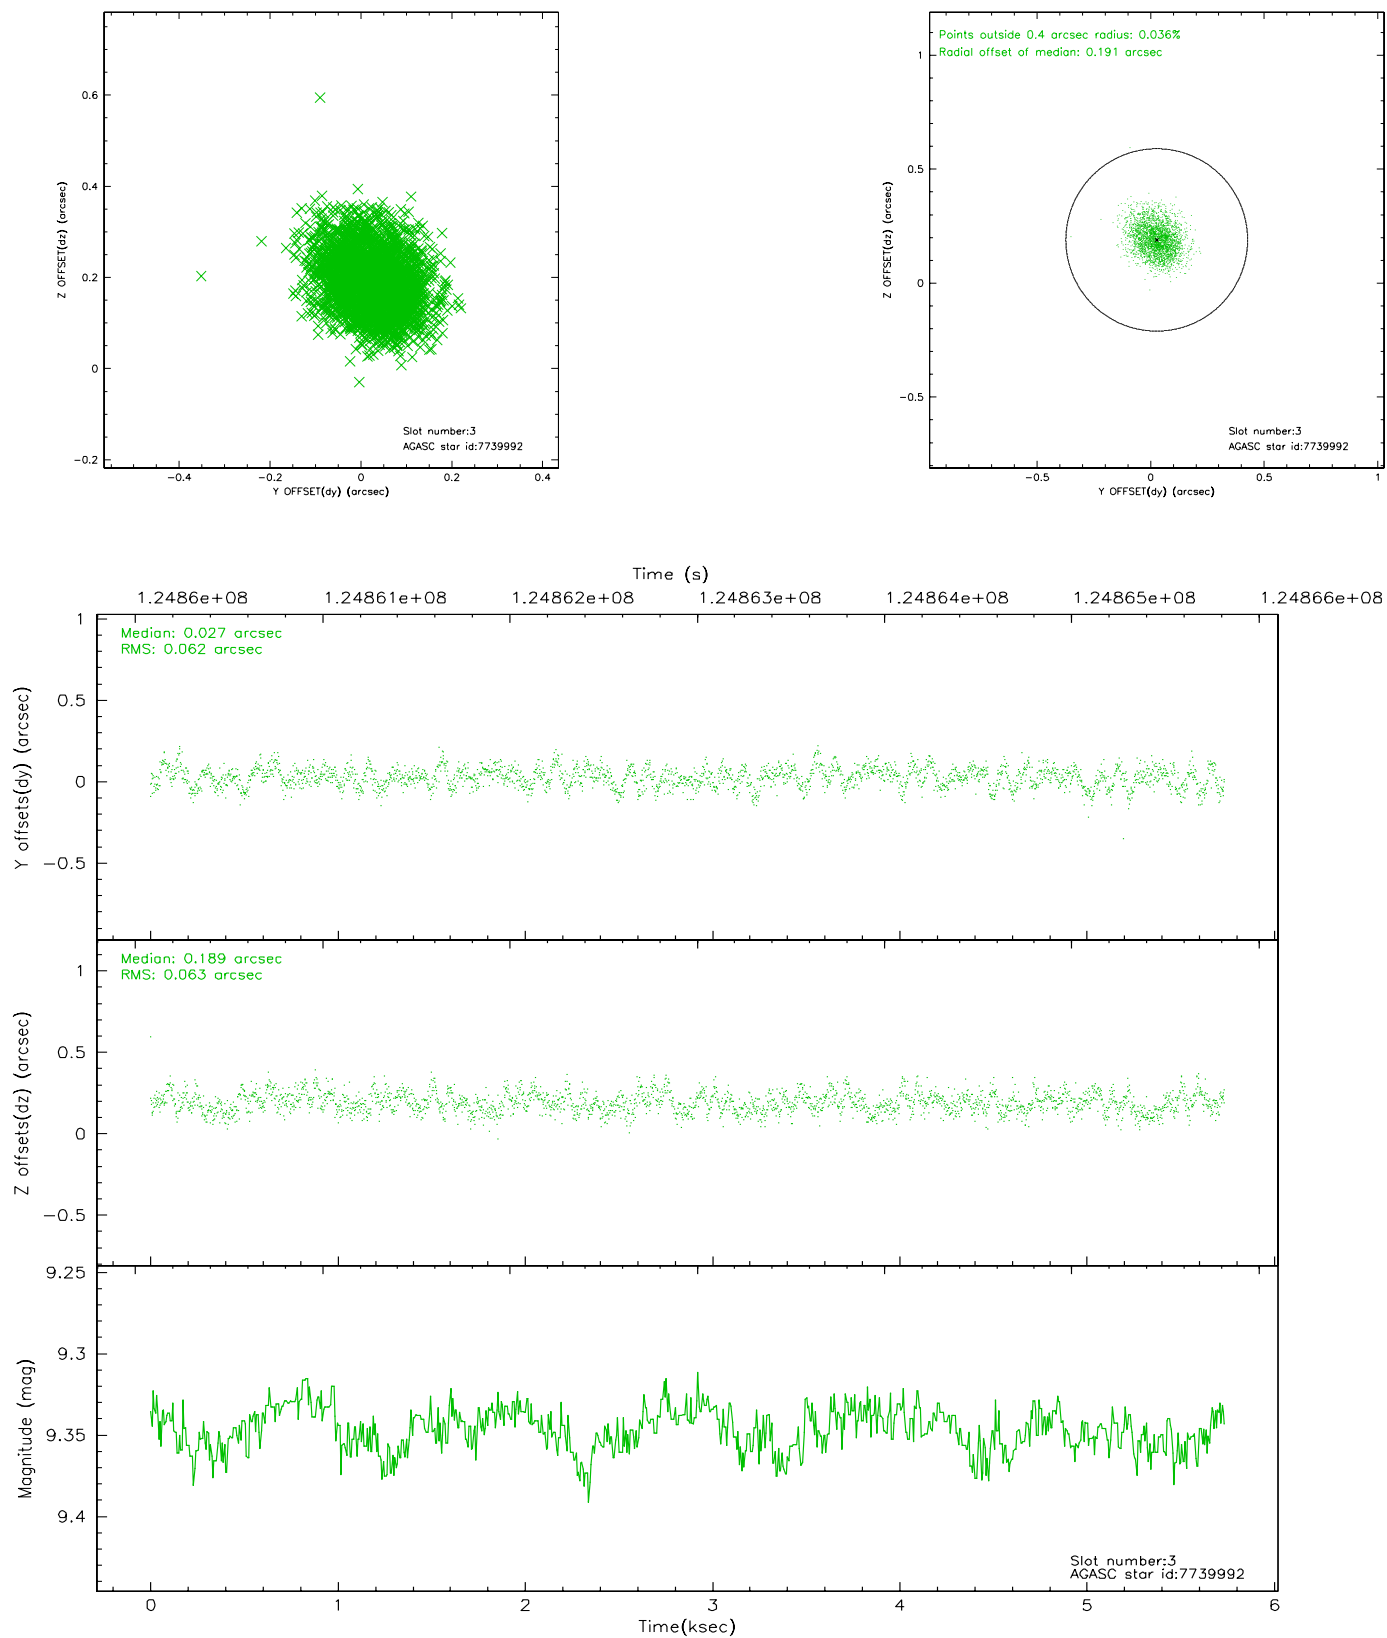 0.6
0.4
0.2
0
−0.2
Z OFFSET(dz) (arcsec)
Slot number:3
AGASC star id:7739992
−0.4 −0.2 0.0 0.2 0.4
Y OFFSET(dy) (arcsec)
Points outside 0.4 arcsec radius: 0.036%
Radial offset of median: 0.191 arcsec
1
0.5
0
−0.5
Z OFFSET(dz) (arcsec)
Slot number:3
AGASC star id:7739992
−0.5 0 0.5 1
Y OFFSET(dy) (arcsec)
Time (s)
1.2486e+08 1.24861e+08 1.24862e+08 1.24863e+08 1.24864e+08 1.24865e+08 1.24866e+08
Median: 0.027 arcsec
RMS: 0.062 arcsec
1
0.5
0
−0.5
Y offsets(dy) (arcsec)
Median: 0.189 arcsec
RMS: 0.063 arcsec
1
0.5
0
−0.5
Z offsets(dz) (arcsec)
9.25
9.3
9.35
9.4
Magnitude (mag)
Slot number:3
AGASC star id:7739992
0 1 2 3 4 5 6
Time(ksec)